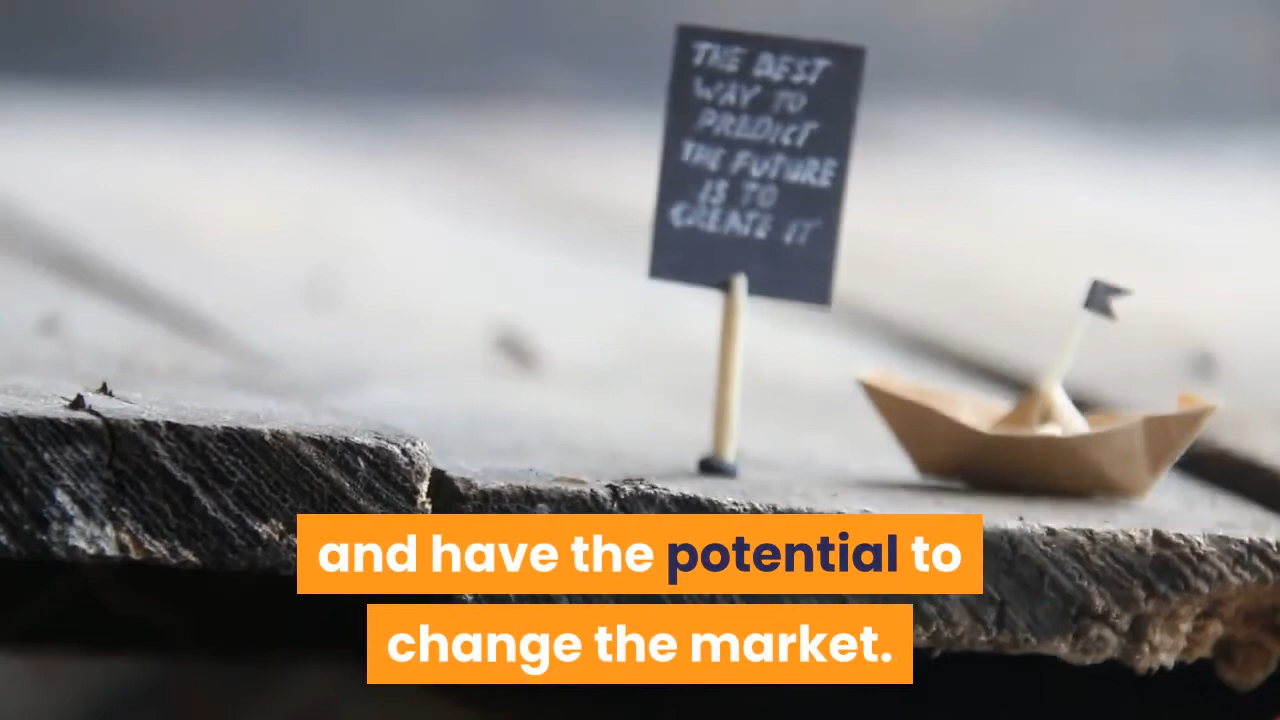 THE BEST
WAY TO
PREDICT
THE FUTURE
IS TO
CREATE IT
and have the potential to
change the market.